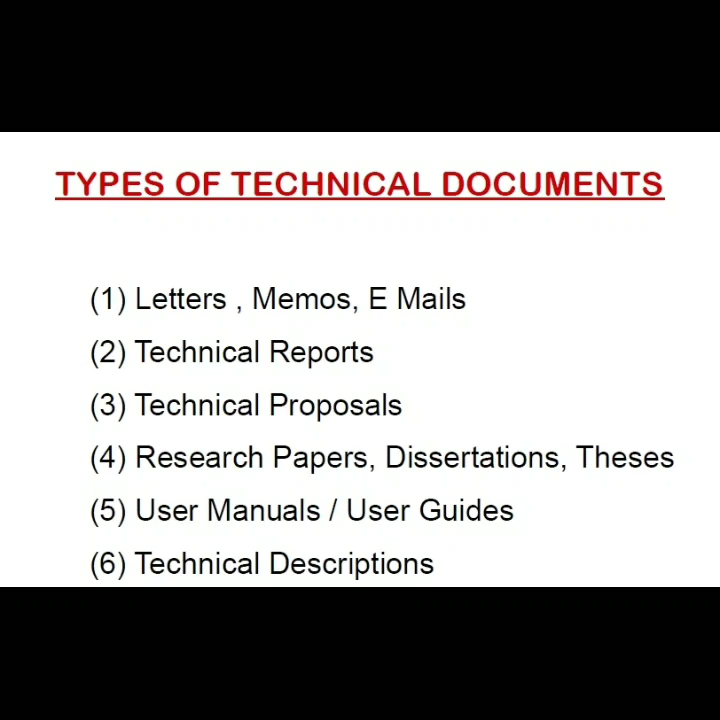 TYPES OF TECHNICAL DOCUMENTS
(1) Letters , Memos, E Mails
(2) Technical Reports
(3) Technical Proposals
(4) Research Papers, Dissertations, Theses
(5) User Manuals / User Guides
(6) Technical Descriptions